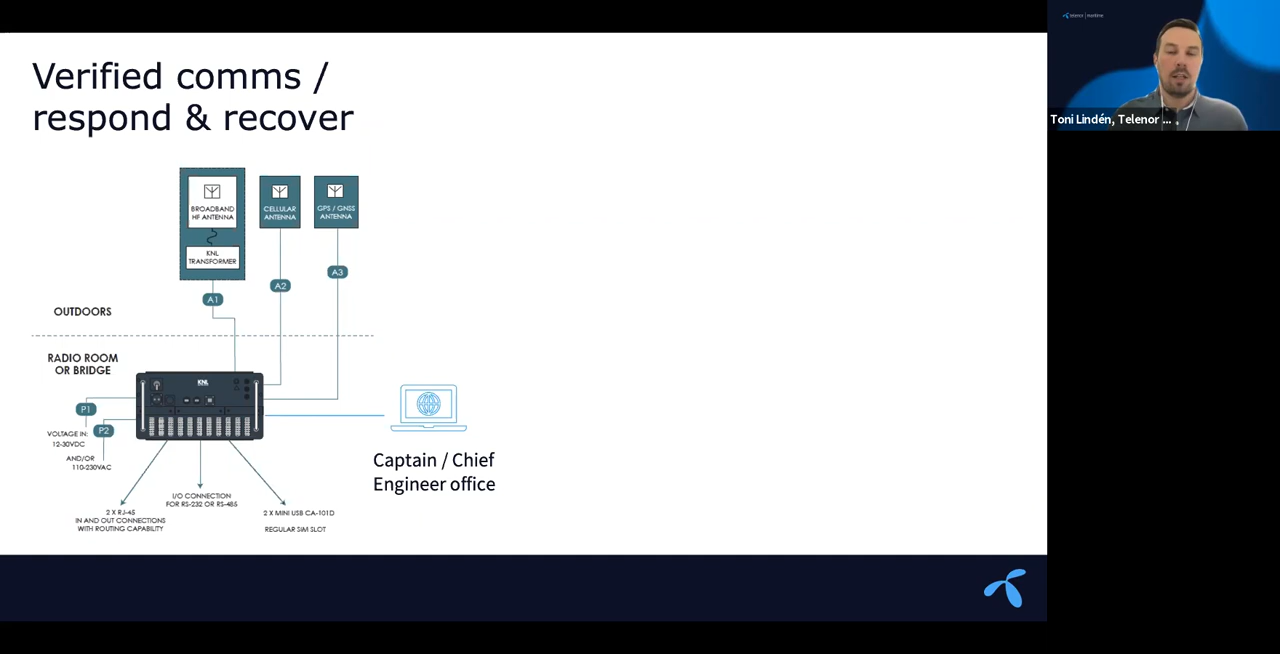 Verified comms /
respond & recover
BROADBAND
HF ANTENNA
KNL
TRANSFORMER
CELLULAR
ANTENNA
GPS / GNSS
ANTENNA
A1
A2
A3
OUTDOORS
RADIO ROOM
OR BRIDGE
KNL
P1
P2
VOLTAGE IN:
12-30VDC
AND/OR
110-230VAC
2 X RJ-45
IN AND OUT CONNECTIONS
WITH ROUTING CAPABILITY
I/O CONNECTION
FOR RS-232 OR RS-485
2 X MINI USB CA-101D
REGULAR SIM SLOT
Captain / Chief
Engineer office
telenor | maritime
Toni Lindén, Telenor ...